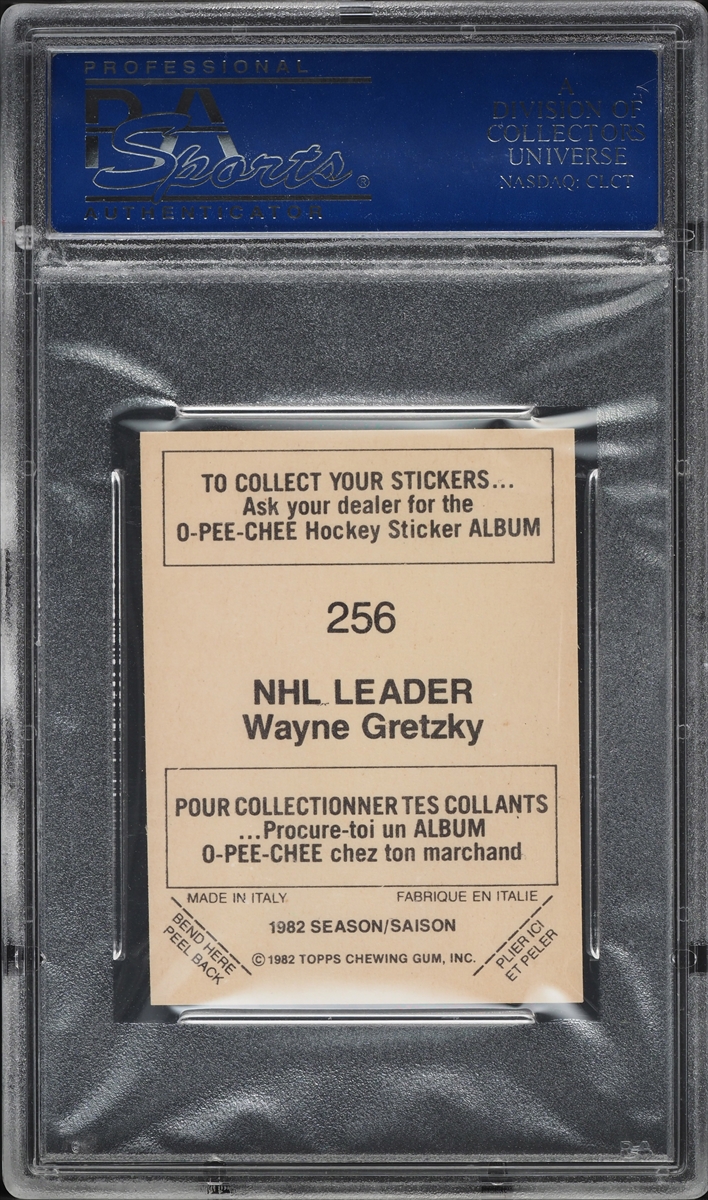 PROFESSIONAL
PSA
Sports®
AUTHENTICATOR
A
DIVISION OF
COLLECTORS
UNIVERSE
NASDAQ: CLCT
TO COLLECT YOUR STICKERS...
Ask your dealer for the
O-PEE-CHEE Hockey Sticker ALBUM
256
NHL LEADER
Wayne Gretzky
POUR COLLECTIONNER TES COLLANTS
...Procure-toi un ALBUM
O-PEE-CHEE chez ton marchand
MADE IN ITALY
FABRIQUE EN ITALIE
1982 SEASON/SAISON
© 1982 TOPPS CHEWING GUM, INC.
BEND HERE
PEEL BACK
PLIER ICI
ET PELER
PSA